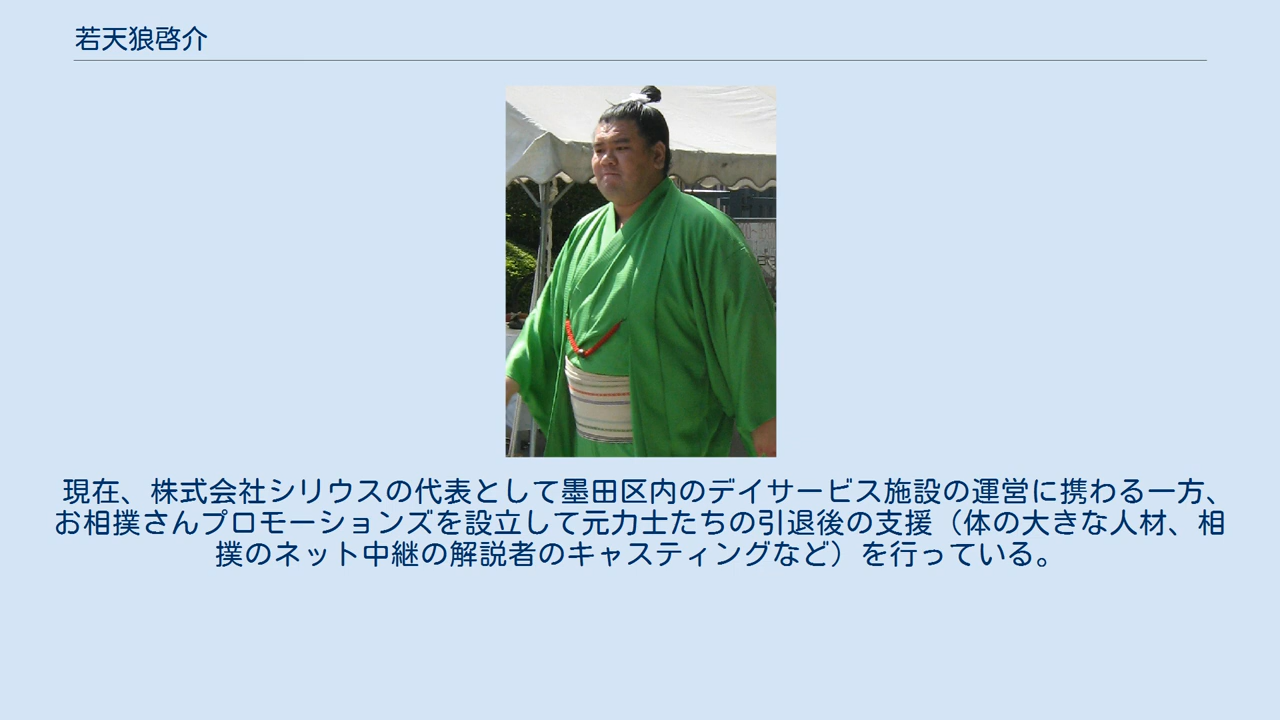 若天狼啓介
現在、株式会社シリウスの代表として墨田区内のデイサービス施設の運営に携わる一方、
お相撲さんプロモーションズを設立して元力士たちの引退後の支援（体の大きな人材、相
撲のネット中継の解説者のキャスティングなど）を行っている。